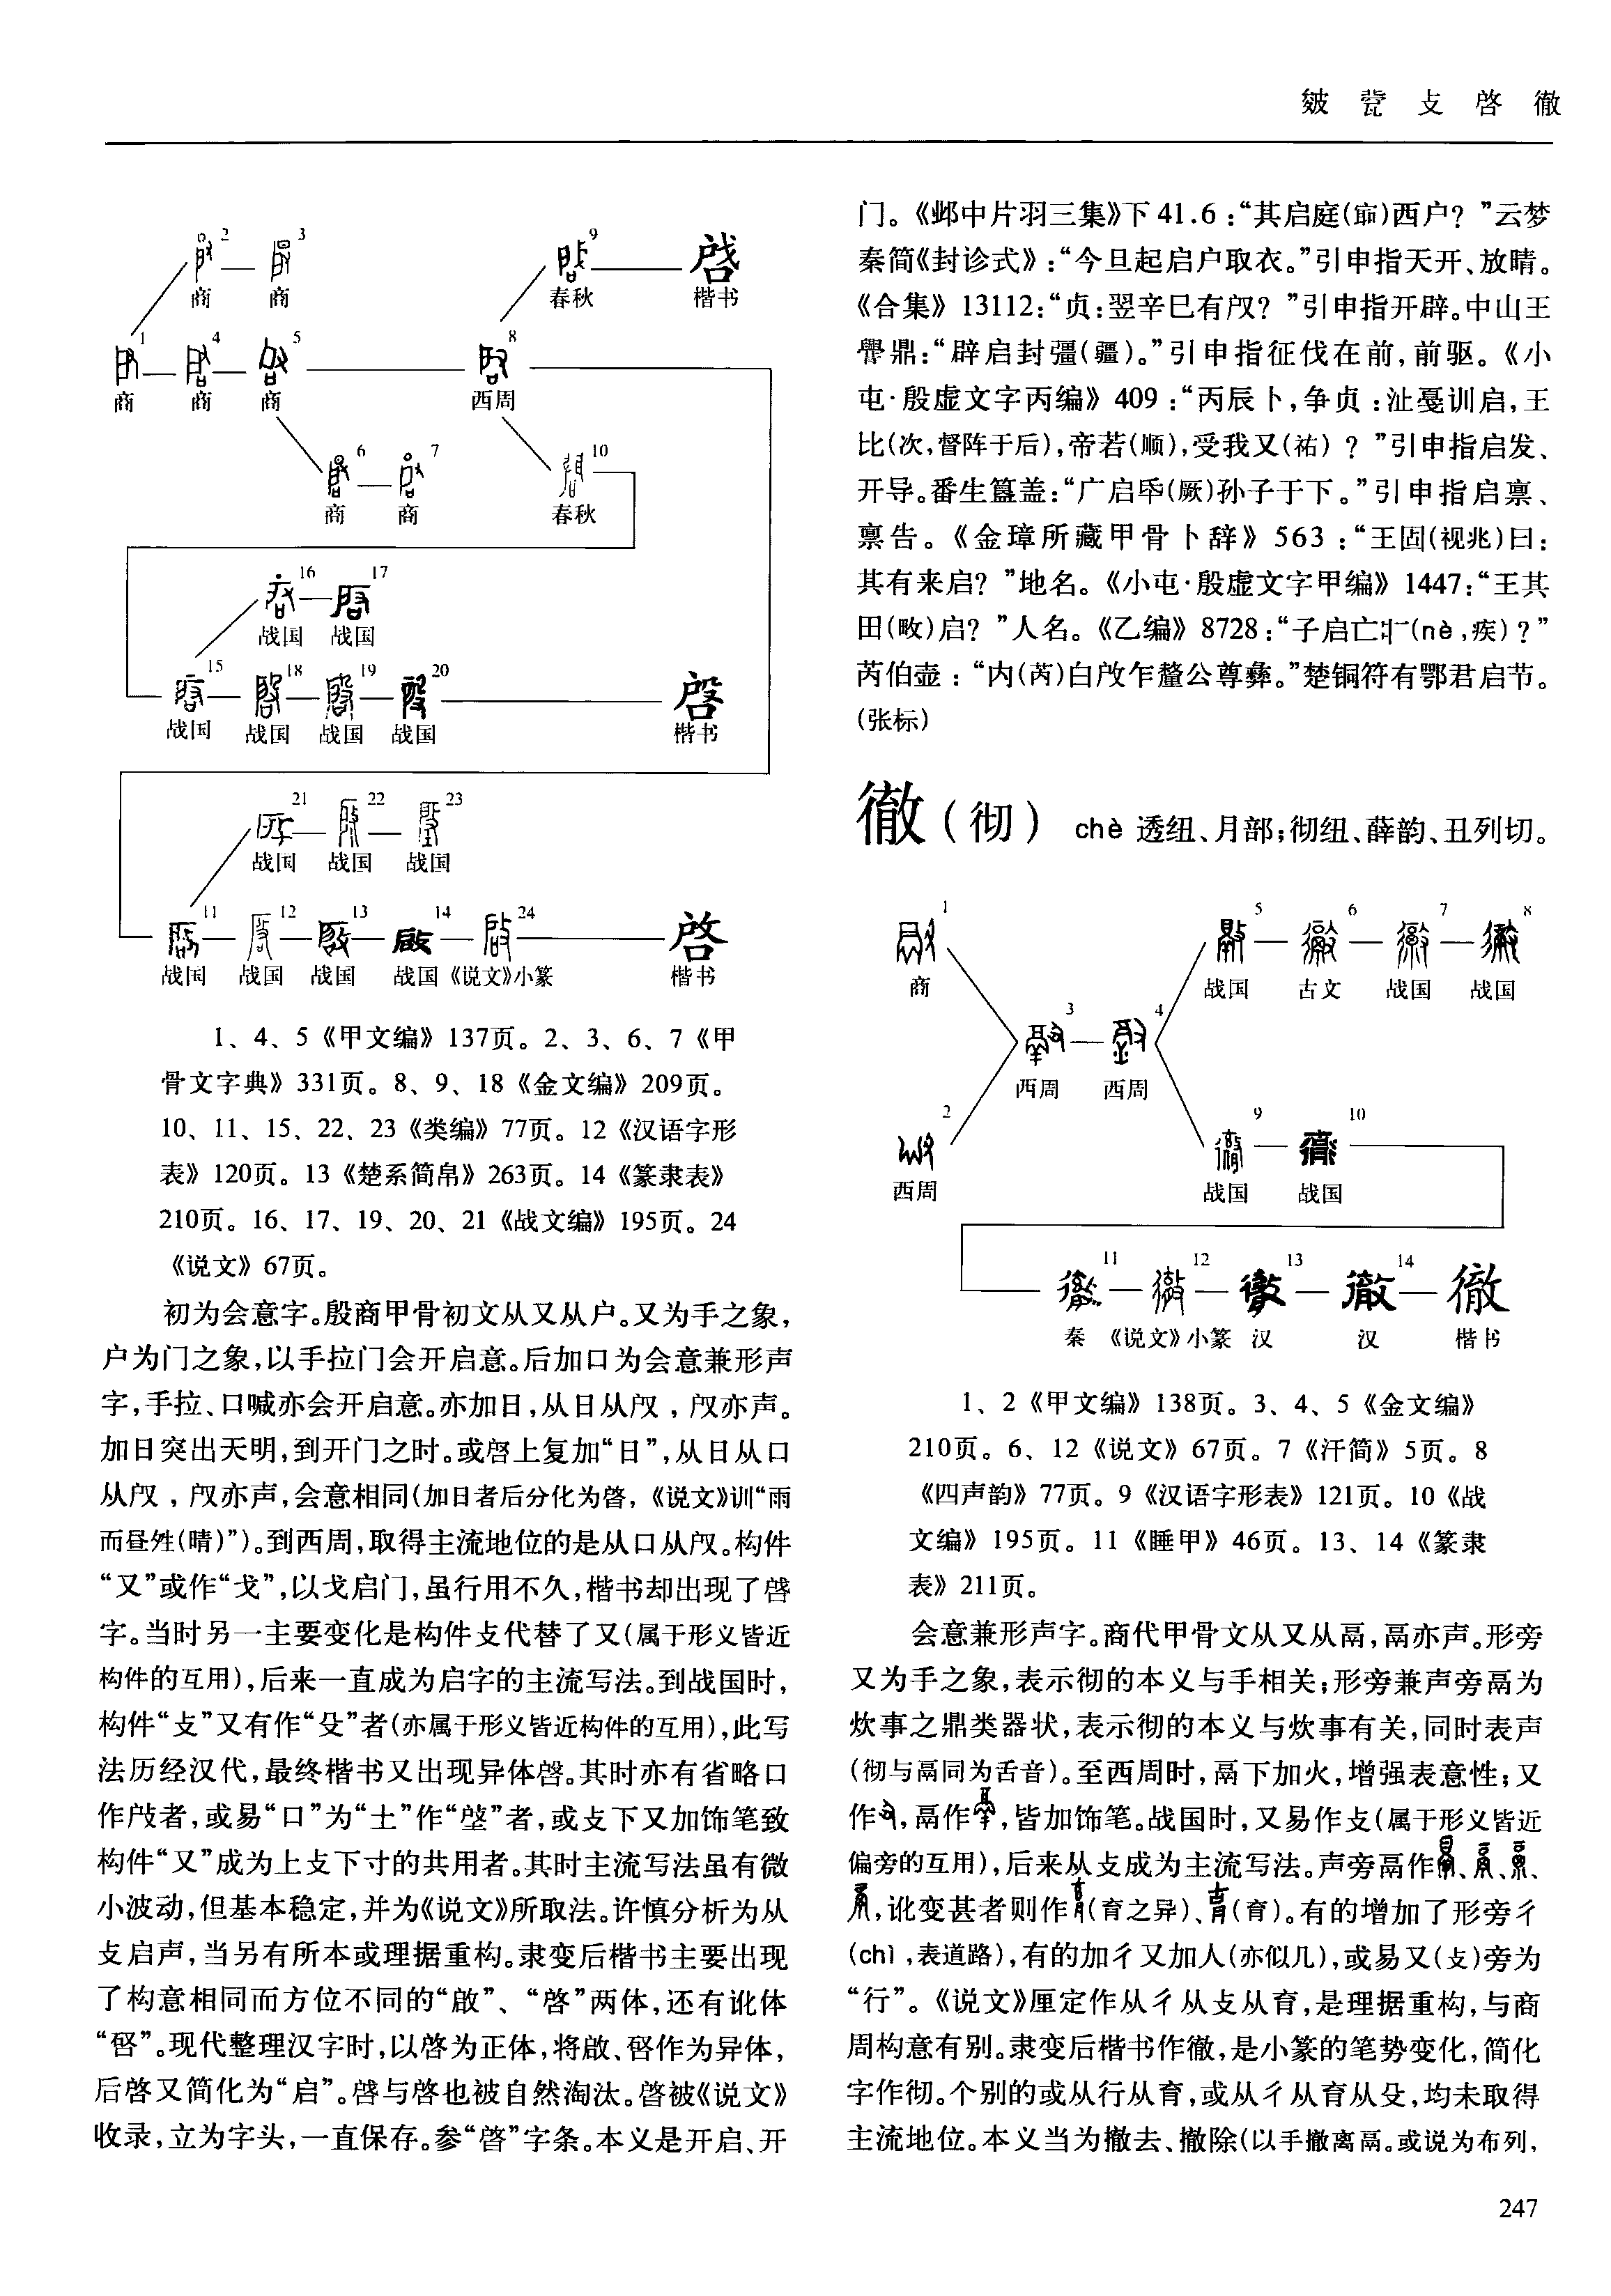 皴 㼱 攴 啓 徹
2 3 9
商 商 春秋 楷书
1 4 5 8
商 商 商 西周
6 7 10
商 商 春秋
16 17
战国 战国
15 18 19 20
战国 战国 战国 战国 楷书
21 22 23
战国 战国 战国
11 12 13 14 24 啓
战国 战国 战国 战国《说文》小篆 楷书
1、4、5《甲文编》137页。2、3、6、7《甲
骨文字典》331页。8、9、18《金文编》209页。
10、11、15、22、23《类编》77页。12《汉语字形
表》120页。13《楚系简帛》263页。14《篆隶表》
210页。16、17、19、20、21《战文编》195页。24
《说文》67页。
初为会意字。殷商甲骨初文从又从户。又为手之象，
户为门之象，以手拉门会开启意。后加口为会意兼形声
字，手拉、口喊亦会开启意。亦加日，从日从㕁，㕁亦声。
加日突出天明，到开门之时。或启上复加“日”，从日从口
从㕁，㕁亦声，会意相同（加日者后分化为晵，《说文》训“雨
而昼夝（晴）”）。到西周，取得主流地位的是从口从㕁。构件
“又”或作“戈”，以戈启门，虽行用不久，楷书却出现了
字。当时另一主要变化是构件攴代替了又（属于形义皆近
构件的互用），后来一直成为启字的主流写法。到战国时，
构件“攴”又有作“殳”者（亦属于形义皆近构件的互用），此写
法历经汉代，最终楷书又出现异体。其时亦有省略口
作者，或易“口”为“土”作“”者，或攴下又加饰笔致
构件“又”成为上攴下寸的共用者。其时主流写法虽有微
小波动，但基本稳定，并为《说文》所取法。许慎分析为从
攴启声，当另有所本或理据重构。隶变后楷书主要出现
了构意相同而方位不同的“啟”、“啓”两体，还有讹体
“唘”。现代整理汉字时，以啓为正体，将啟、唘作为异体，
后啓又简化为“启”。与也被自然淘汰。晵被《说文》
收录，立为字头，一直保存。参“晵”字条。本义是开启、开
门。《邺中片羽三集》下41.6：“其启庭（）西户？”云梦
秦简《封诊式》：“今旦起启户取衣。”引申指天开、放晴。
《合集》13112：“贞：翌辛巳有㕁？”引申指开辟。中山王
鼎：“辟启封彊（疆）。”引申指征伐在前，前驱。《小
屯·殷虚文字丙编》409：“丙辰卜，争贞：沚戛训启，王
比（次，督阵于后），帝若（顺），受我又（祐）？”引申指启发、
开导。番生簋盖：“广启氒（厥）孙子于下。”引申指启禀、
禀告。《金璋所藏甲骨卜辞》563：“王固（视兆）曰：
其有来启？”地名。《小屯·殷虚文字甲编》1447：“王其
田（畋）启？”人名。《乙编》8728：“子启亡疒（nè，疾）？”
芮伯壶：“内（芮）白启乍釐公尊彝。”楚铜符有鄂君启节。
（张标）
徹（彻） chè 透纽、月部；彻纽、薛韵、丑列切。
1 5 6 7 8
商 战国 古文 战国 战国
3 4
西周 西周
2 9 10
西周 战国 战国
11 12 13 14 徹
秦 《说文》小篆 汉 汉 楷书
1、2《甲文编》138页。3、4、5《金文编》
210页。6、12《说文》67页。7《汗简》5页。8
《四声韵》77页。9《汉语字形表》121页。10《战
文编》195页。11《睡甲》46页。13、14《篆隶
表》211页。
会意兼形声字。商代甲骨文从又从鬲，鬲亦声。形旁
又为手之象，表示彻的本义与手相关；形旁兼声旁鬲为
炊事之鼎类器状，表示彻的本义与炊事有关，同时表声
（彻与鬲同为舌音）。至西周时，鬲下加火，增强表意性；又
作，鬲作，皆加饰笔。战国时，又易作攴（属于形义皆近
偏旁的互用），后来从攴成为主流写法。声旁鬲作、、、
，讹变甚者则作（育之异）、（育）。有的增加了形旁彳
（chì，表道路），有的加彳又加人（亦似几），或易又（攴）旁为
“行”。《说文》厘定作从彳从攴从育，是理据重构，与商
周构意有别。隶变后楷书作徹，是小篆的笔势变化，简化
字作彻。个别的或从行从育，或从彳从育从殳，均未取得
主流地位。本义当为撤去、撤除（以手撤离鬲。或说为布列，
247